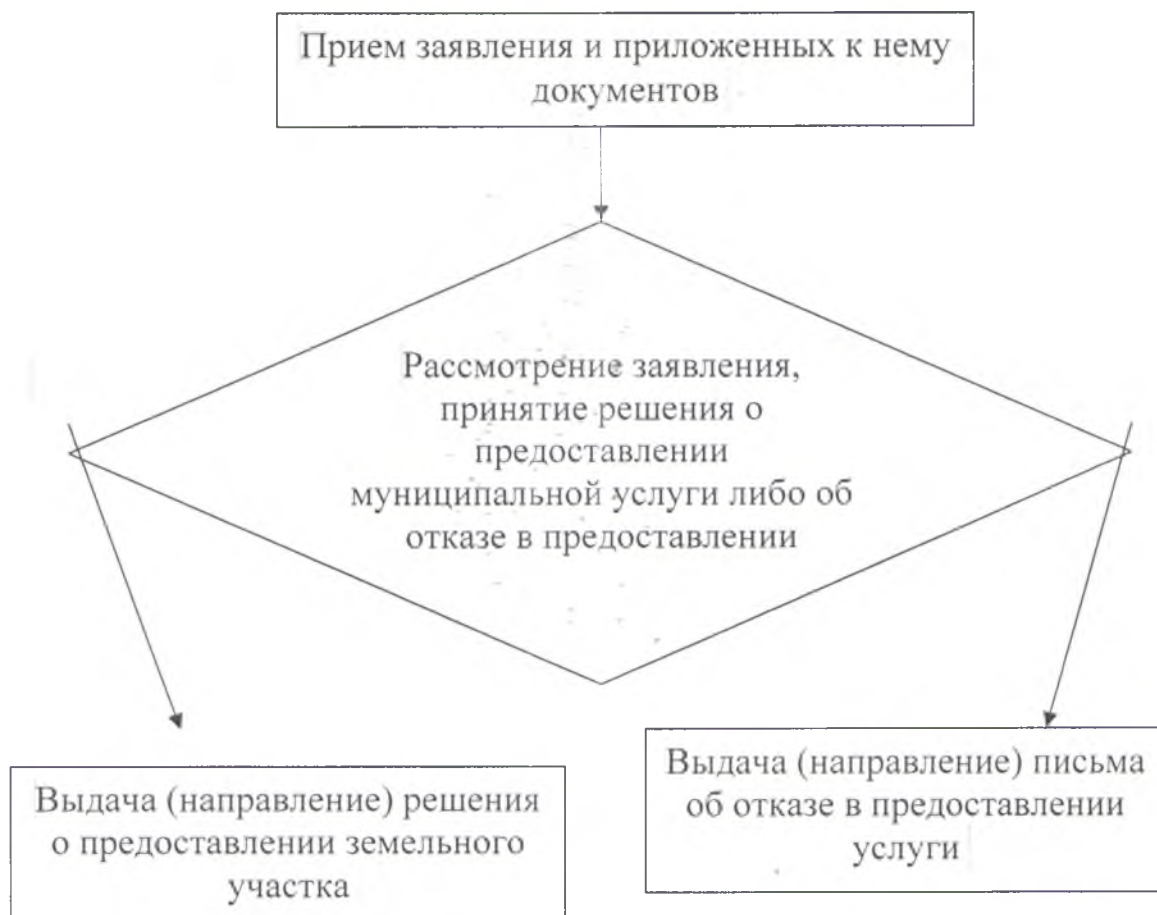 Прием заявления и приложенных к нему
документов
Рассмотрение заявления,
принятие решения о
предоставлении
муниципальной услуги либо об
отказе в предоставлении
Выдача (направление) решения
о предоставлении земельного
участка
Выдача (направление) письма
об отказе в предоставлении
услуги